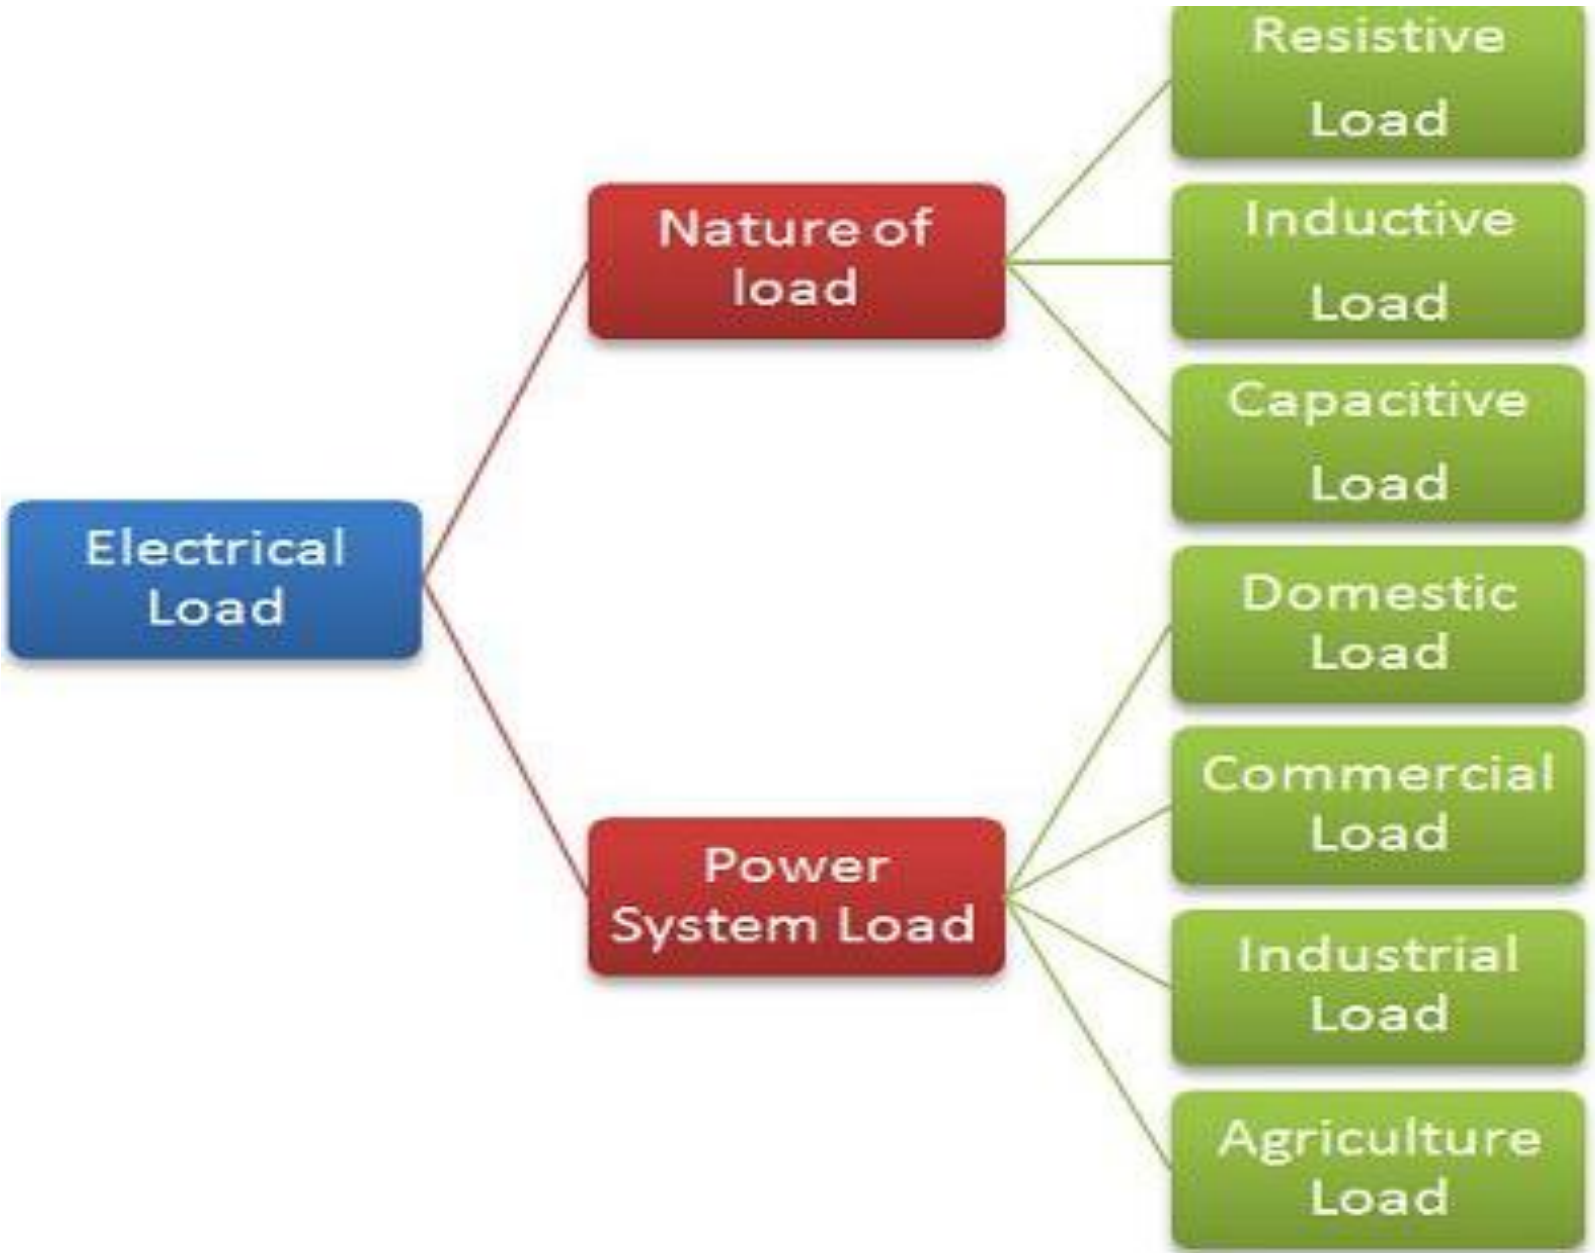 Resistive
Load
Nature of
load
Inductive
Load
Capacitive
Load
Electrical
Load
Domestic
Load
Commercial
Load
Power
System Load
Industrial
Load
Agriculture
Load